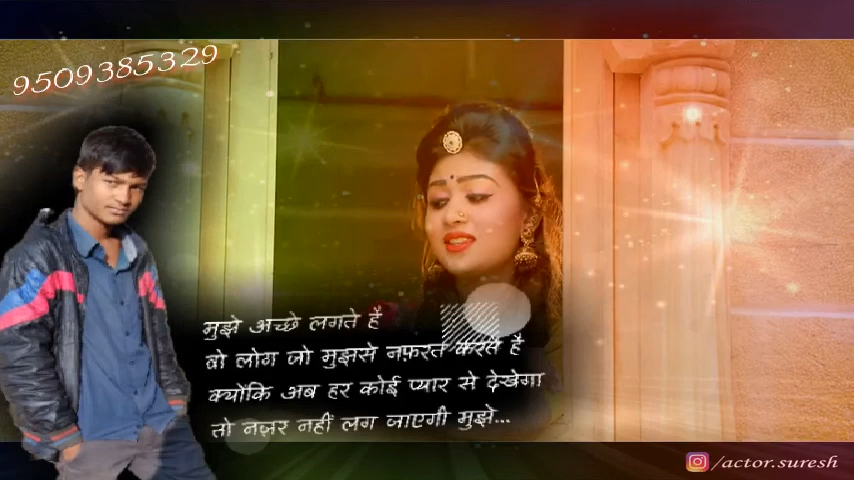 9509385329
मुझे अच्छे लगते है
वो लोग जो मुझसे नफ़रत करते है
क्योंकि अब हर कोई प्यार से देखेगा
तो नज़र नहीं लग जाएगी मुझे...
/actor.suresh